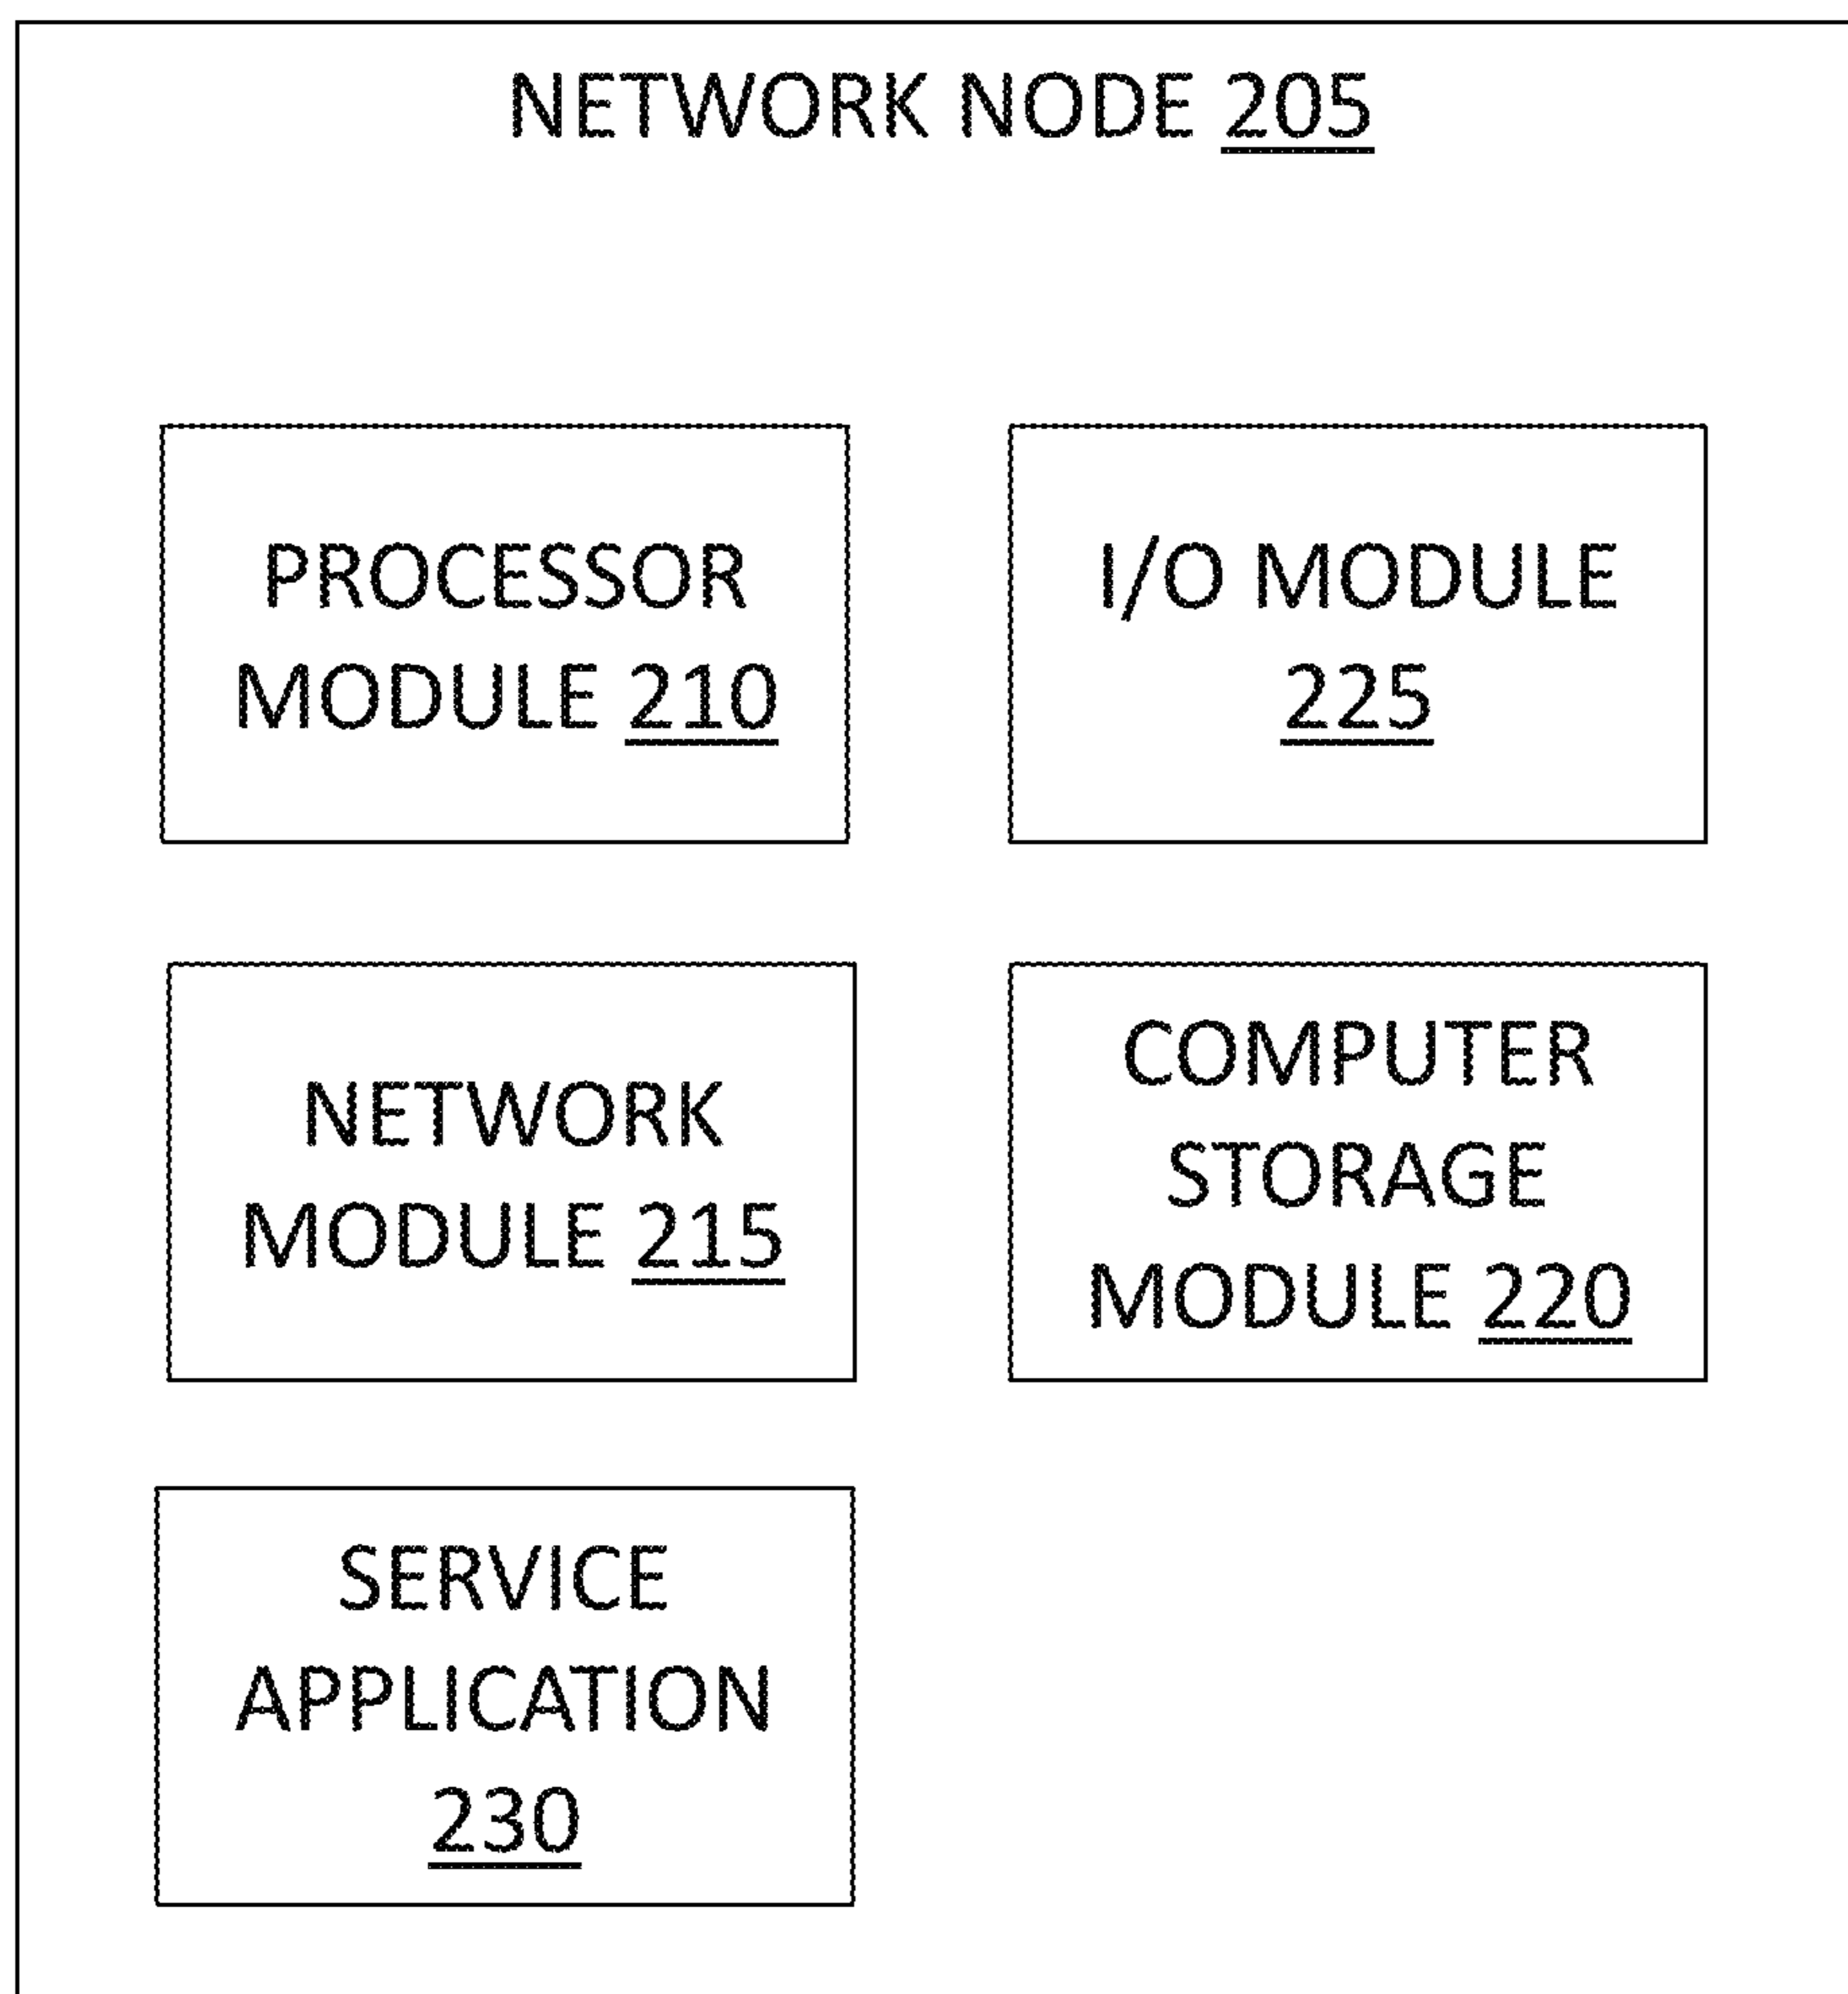 NETWORK NODE 205
PROCESSOR
MODULE 210
I/O MODULE
225
NETWORK
MODULE 215
COMPUTER
STORAGE
MODULE 220
SERVICE
APPLICATION
230